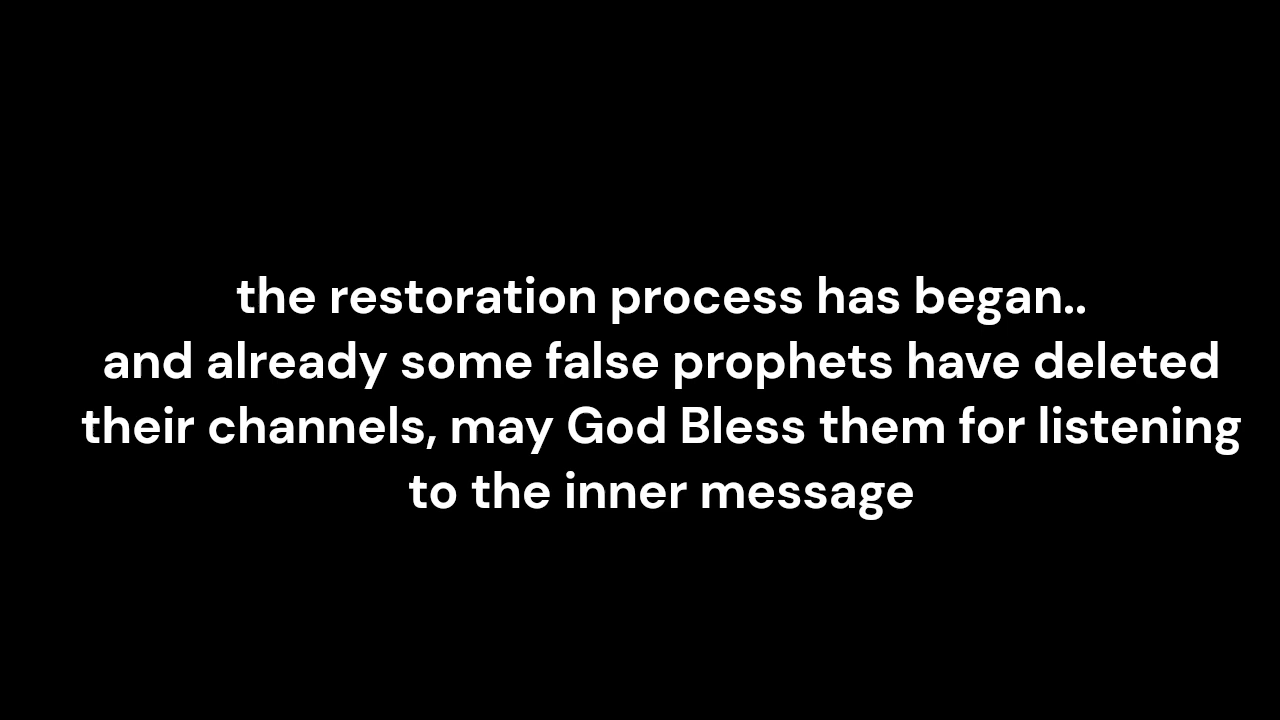 the restoration process has began..
and already some false prophets have deleted
their channels, may God Bless them for listening
to the inner message